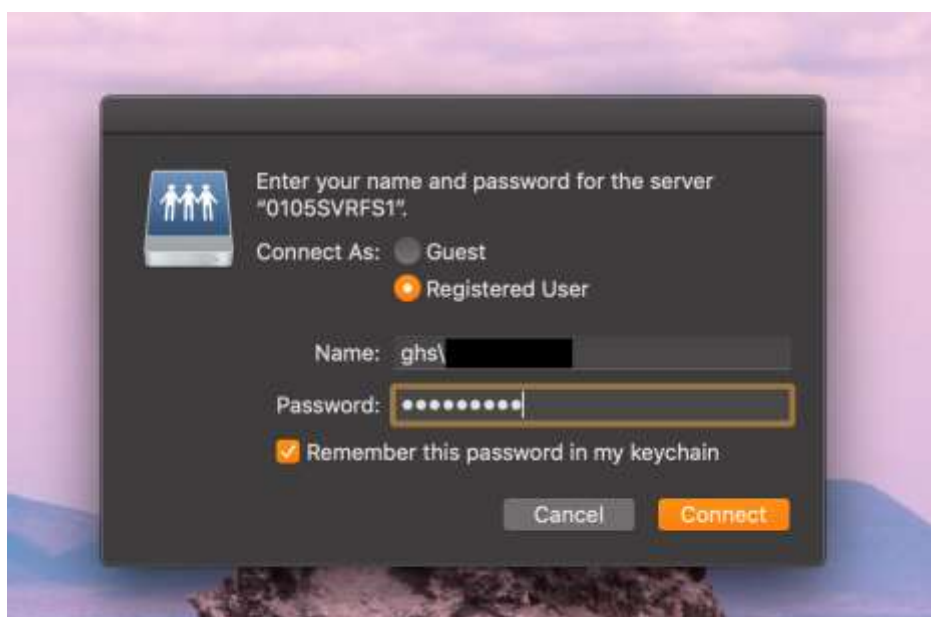 Enter your name and password for the server
“0105SVRFS1”.
Connect As: Guest
Registered User
Name: ghs\
Password: •••••••••
Remember this password in my keychain
Cancel Connect